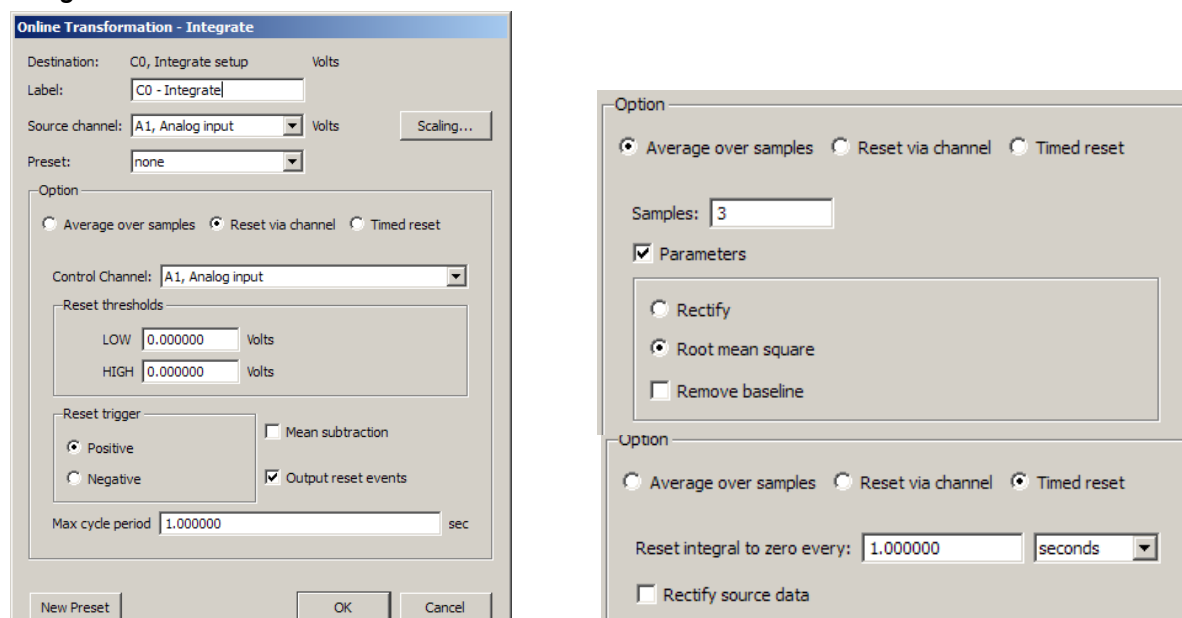 Online Transformation - Integrate
Destination: C0, Integrate setup Volts
Label: C0 - Integrate
Source channel: A1, Analog input Volts Scaling...
Preset: none
Option
Average over samples Reset via channel Timed reset
Control Channel: A1, Analog input
Reset thresholds
LOW 0.000000 Volts
HIGH 0.000000 Volts
Reset trigger
Positive
Negative
Mean subtraction
Output reset events
Max cycle period 1.000000 sec
New Preset OK Cancel
Option
Average over samples Reset via channel Timed reset
Samples: 3
Parameters
Rectify
Root mean square
Remove baseline
Option
Average over samples Reset via channel Timed reset
Reset integral to zero every: 1.000000 seconds
Rectify source data